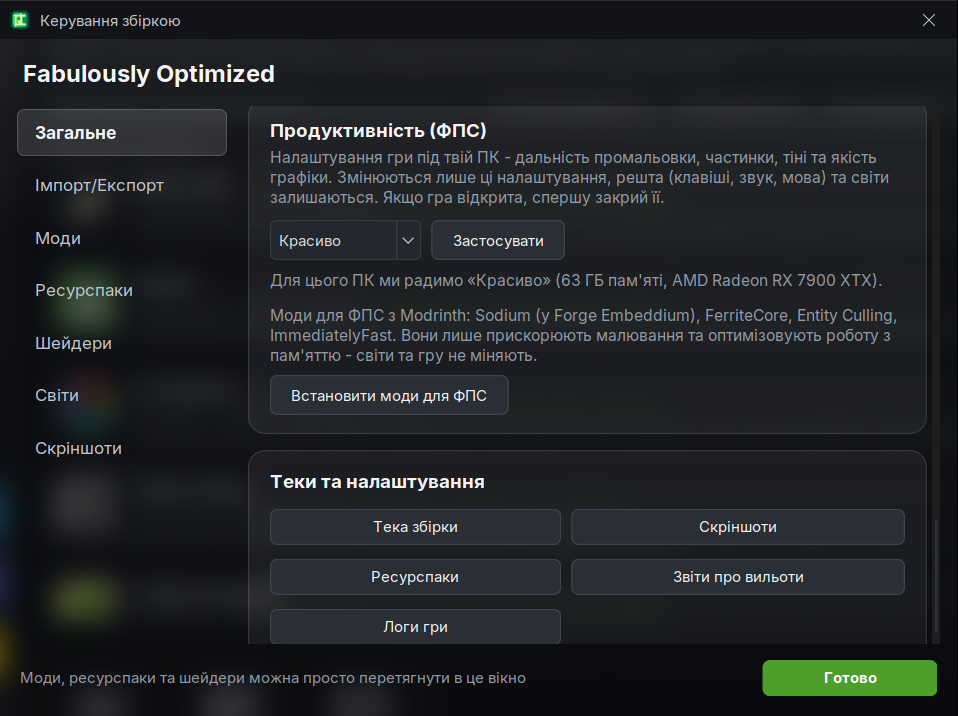 Керування збіркою
Fabulously Optimized
Загальне
Імпорт/Експорт
Моди
Ресурспаки
Шейдери
Світи
Скріншоти
Продуктивність (ФПС)
Налаштування гри під твій ПК - дальність промальовки, частинки, тіні та якість
графіки. Змінюються лише ці налаштування, решта (клавіші, звук, мова) та світи
залишаються. Якщо гра відкрита, спершу закрий її.
Красиво
Застосувати
Для цього ПК ми радимо «Красиво» (63 ГБ пам'яті, AMD Radeon RX 7900 XTX).
Моди для ФПС з Modrinth: Sodium (у Forge Embeddium), FerriteCore, Entity Culling,
ImmediatelyFast. Вони лише прискорюють малювання та оптимізовують роботу з
пам'яттю - світи та гру не міняють.
Встановити моди для ФПС
Теки та налаштування
Тека збірки
Скріншоти
Ресурспаки
Звіти про вильоти
Логи гри
Моди, ресурспаки та шейдери можна просто перетягнути в це вікно
Готово